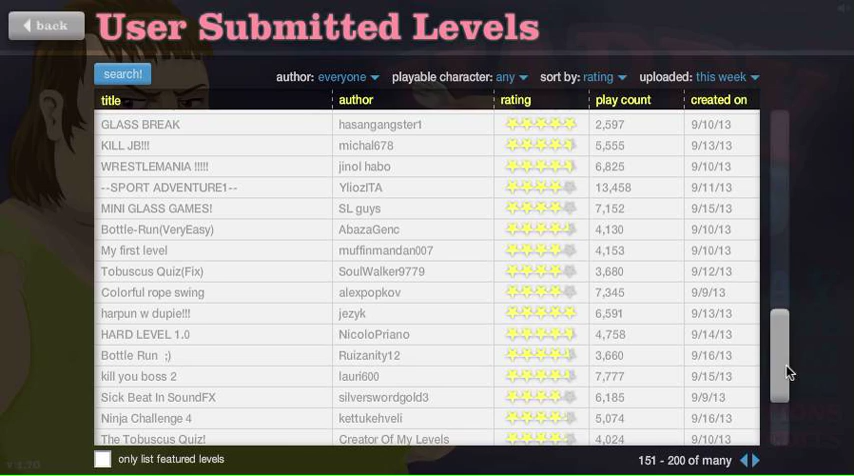 back User Submitted Levels
search! author: everyone playable character: any sort by: rating uploaded: this week
title author rating play count created on
GLASS BREAK hasangangster1 2,597 9/10/13
KILL JB!!! michal678 5,555 9/13/13
WRESTLEMANIA !!!!! jinol habo 6,825 9/10/13
--SPORT ADVENTURE1-- YliozITA 13,458 9/11/13
MINI GLASS GAMES! SL guys 7,152 9/15/13
Bottle-Run(VeryEasy) AbazaGenc 4,130 9/10/13
My first level muffinmandan007 4,153 9/10/13
Tobuscus Quiz(Fix) SoulWalker9779 3,680 9/12/13
Colorful rope swing alexpopkov 7,345 9/9/13
harpun w dupie!!! jezyk 6,591 9/13/13
HARD LEVEL 1.0 NicoloPriano 4,758 9/14/13
Bottle Run ;) Ruizanity12 3,660 9/16/13
kill you boss 2 lauri600 7,777 9/15/13
Sick Beat In SoundFX silverswordgold3 6,185 9/9/13
Ninja Challenge 4 kettukehveli 5,074 9/16/13
The Tobuscus Quiz! Creator Of My Levels 4,024 9/10/13
only list featured levels 151 - 200 of many
v 1.70